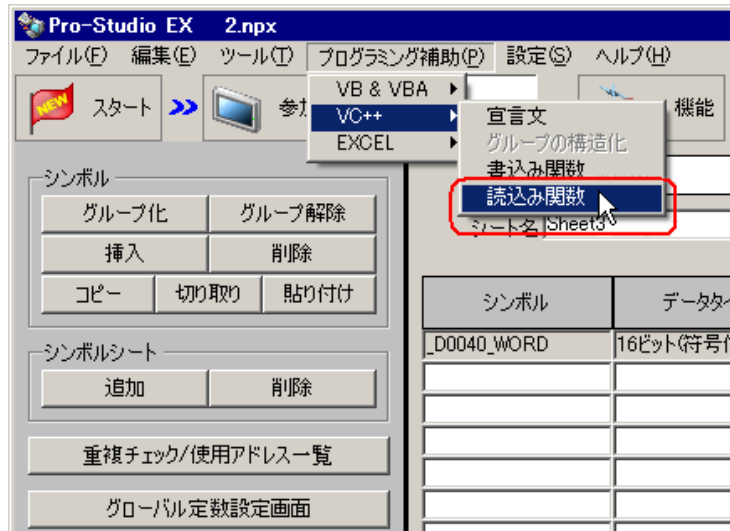 Pro-Studio EX 2.npx
ファイル(F) 編集(E) ツール(T) プログラミング補助(P) 設定(S) ヘルプ(H)
NEW スタート
機能
VB & VBA
VC++
EXCEL
宣言文
グループの構造化
書込み関数
読込み関数
シンボル
グループ化 グループ解除
挿入 削除
コピー 切り取り 貼り付け
シンボルシート
追加 削除
重複チェック/使用アドレス一覧
グローバル定数設定画面
シート名 Sheet3
シンボル データタイ
_D0040_WORD 16ビット(符号付